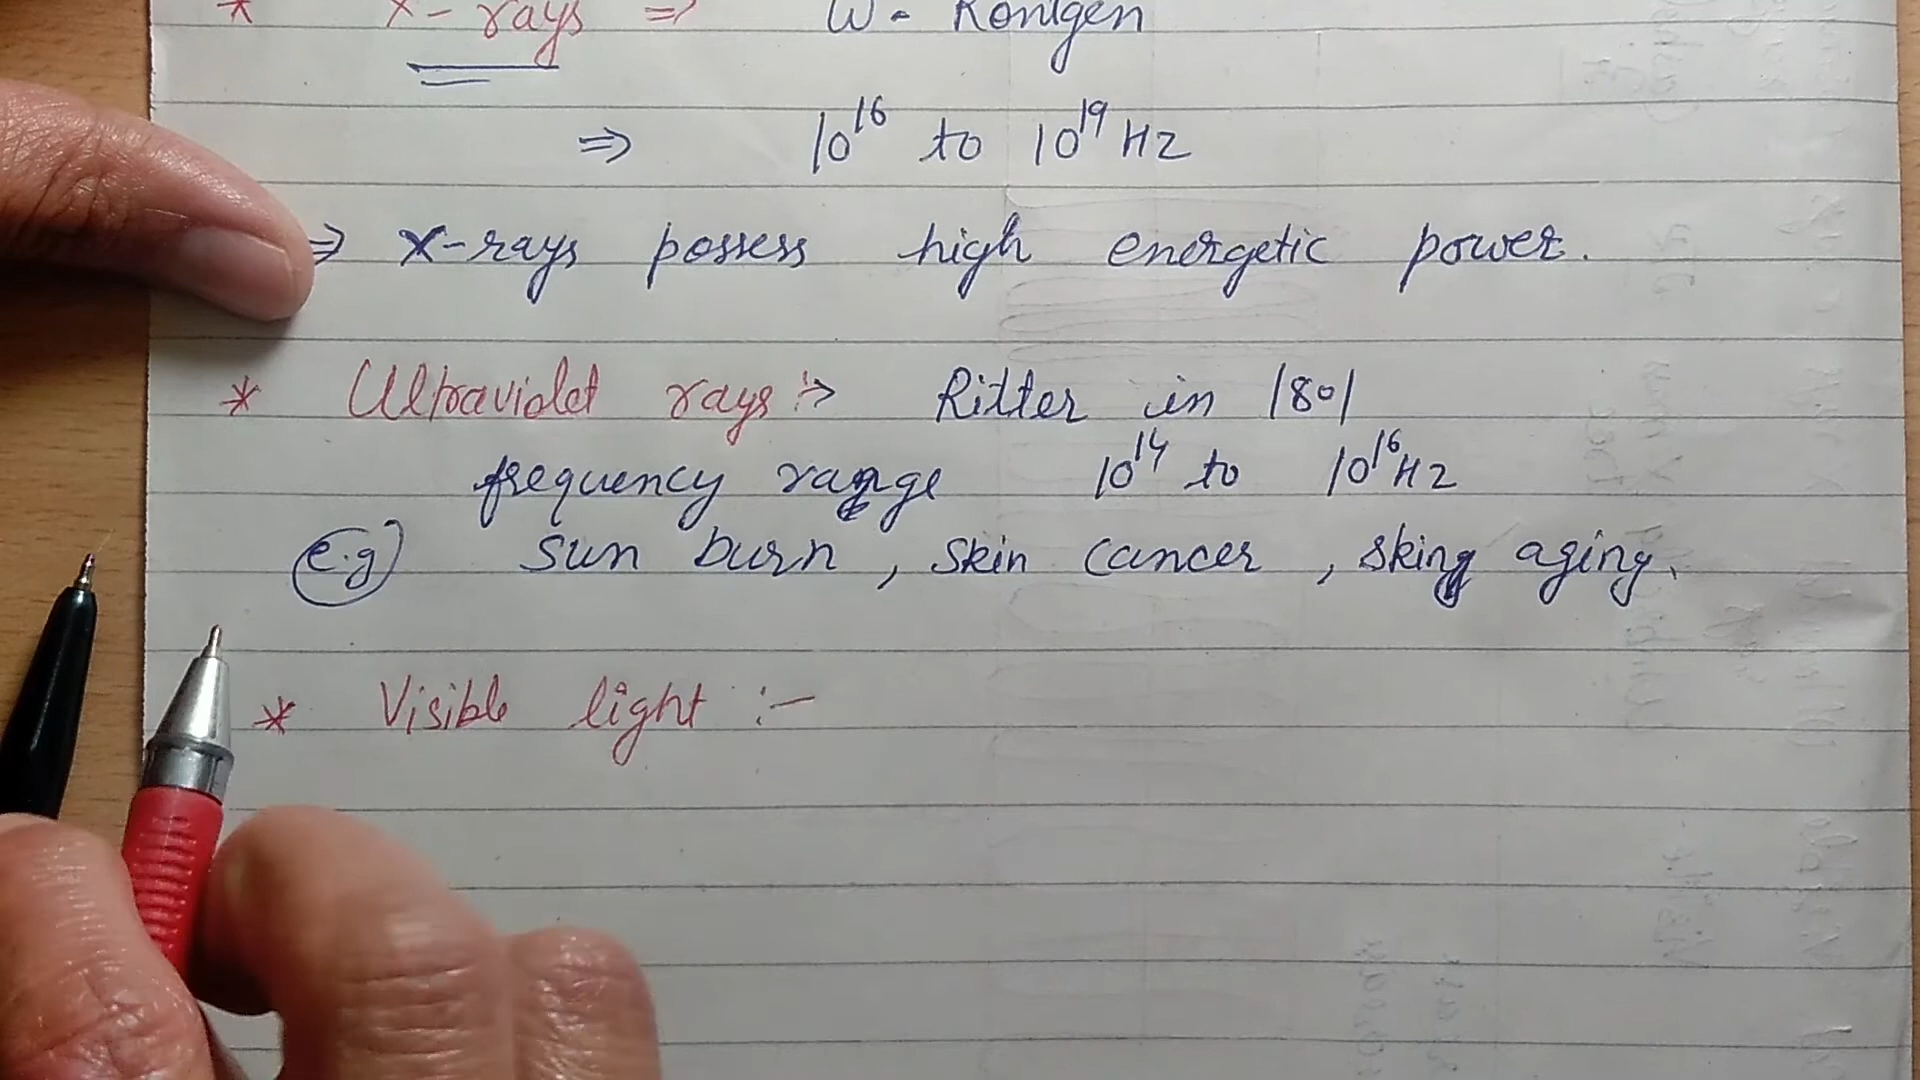 * X-rays ⇒ W. Rontgen
⇒ 10^16 to 10^19 Hz
⇒ X-rays possess high energetic power.
* Ultraviolet rays :→ Ritter in 1801
frequency range 10^14 to 10^16 Hz
e.g) Sun burn, Skin cancer, skin aging.
* Visible light :-